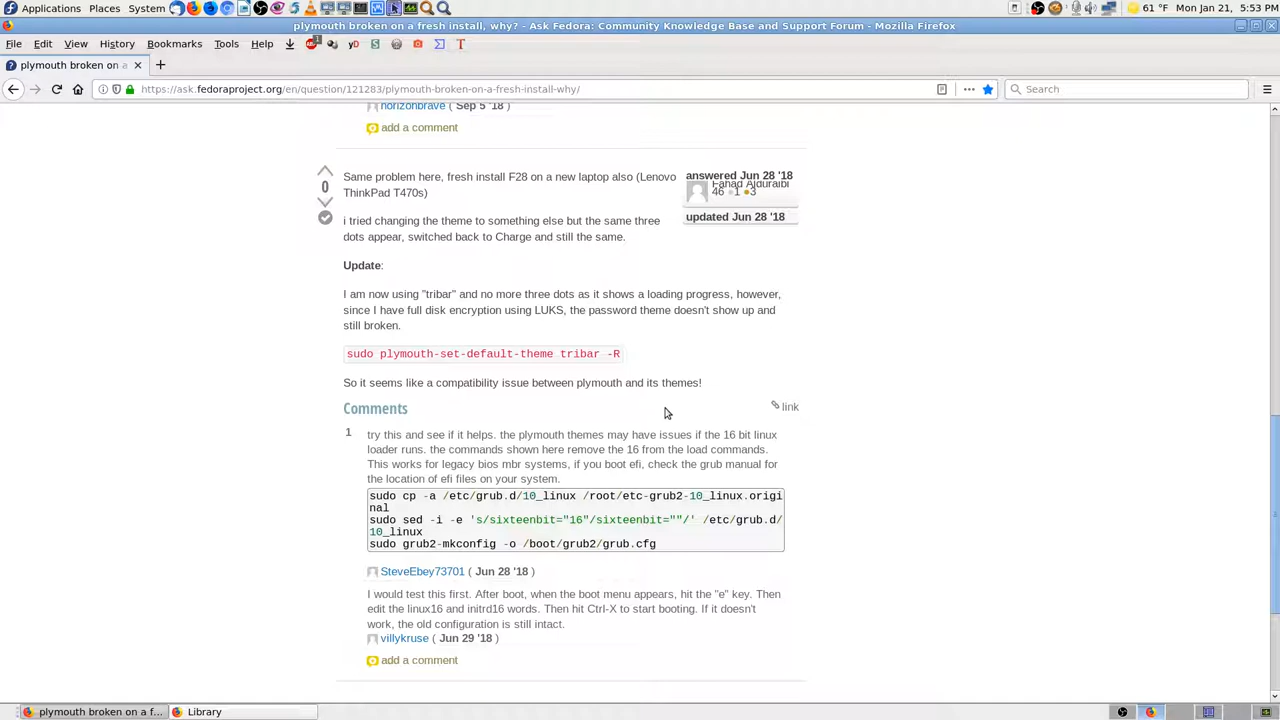 Applications Places System 61 °F Mon Jan 21, 5:53 PM
plymouth broken on a fresh install, why? - Ask Fedora: Community Knowledge Base and Support Forum - Mozilla Firefox
File Edit View History Bookmarks Tools Help
plymouth broken on a
https://ask.fedoraproject.org/en/question/121283/plymouth-broken-on-a-fresh-install-why/ Search
horizonbrave ( Sep 5 '18 )
add a comment
0
Same problem here, fresh install F28 on a new laptop also (Lenovo
ThinkPad T470s)
answered Jun 28 '18
Fahad Alduraibi
46 1 3
updated Jun 28 '18
i tried changing the theme to something else but the same three
dots appear, switched back to Charge and still the same.
Update:
I am now using "tribar" and no more three dots as it shows a loading progress, however,
since I have full disk encryption using LUKS, the password theme doesn't show up and
still broken.
sudo plymouth-set-default-theme tribar -R
So it seems like a compatibility issue between plymouth and its themes!
Comments
link
1
try this and see if it helps. the plymouth themes may have issues if the 16 bit linux
loader runs. the commands shown here remove the 16 from the load commands.
This works for legacy bios mbr systems, if you boot efi, check the grub manual for
the location of efi files on your system.
sudo cp -a /etc/grub.d/10_linux /root/etc-grub2-10_linux.origi
nal
sudo sed -i -e 's/sixteenbit="16"/sixteenbit=""/' /etc/grub.d/
10_linux
sudo grub2-mkconfig -o /boot/grub2/grub.cfg
SteveEbey73701 ( Jun 28 '18 )
I would test this first. After boot, when the boot menu appears, hit the "e" key. Then
edit the linux16 and initrd16 words. Then hit Ctrl-X to start booting. If it doesn't
work, the old configuration is still intact.
villykruse ( Jun 29 '18 )
add a comment
plymouth broken on a f... Library